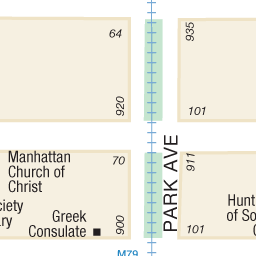 64
935
920
101
Manhattan
Church of
Christ
70
911
PARK AVE
ciety
ary
Greek
Consulate
900
101
Hunt
of So
C
M79